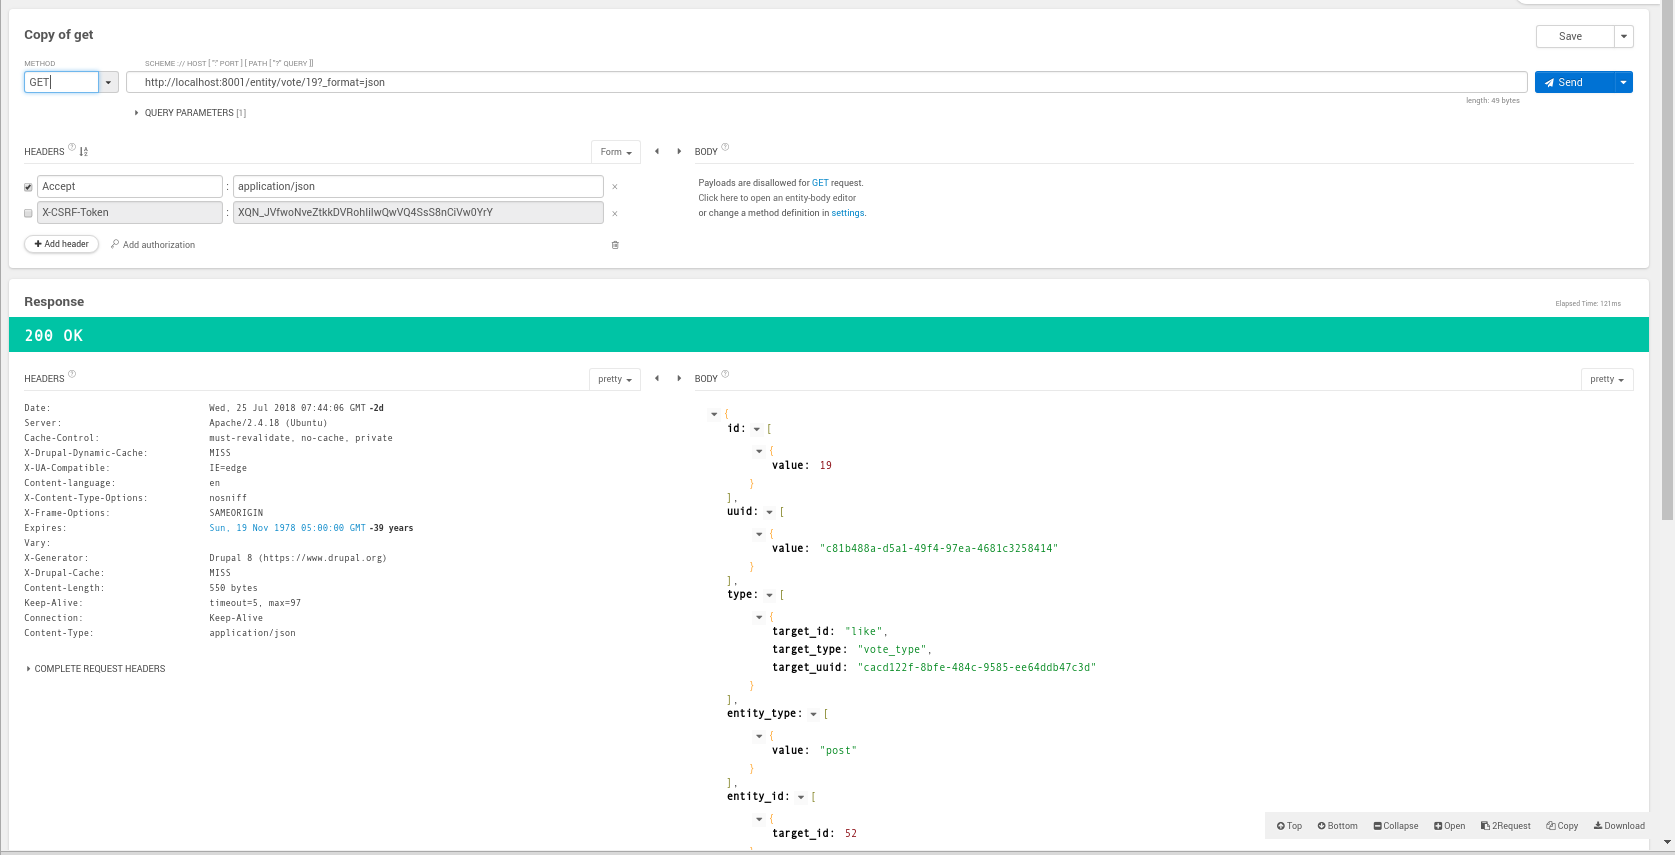 Copy of get
Save
METHOD
SCHEME :// HOST [ ":" PORT ] [ PATH [ "?" QUERY ]]
GET
http://localhost:8001/entity/vote/19?_format=json
Send
length: 49 bytes
QUERY PARAMETERS [1]
HEADERS
Form
BODY
Accept : application/json
Payloads are disallowed for GET request.
Click here to open an entity-body editor
or change a method definition in settings.
X-CSRF-Token :
Add header
Add authorization
Response
Elapsed Time: 121ms
200 OK
HEADERS
pretty
BODY
pretty
Date: Wed, 25 Jul 2018 07:44:06 GMT -2d
Server: Apache/2.4.18 (Ubuntu)
Cache-Control: must-revalidate, no-cache, private
X-Drupal-Dynamic-Cache: MISS
X-UA-Compatible: IE=edge
Content-language: en
X-Content-Type-Options: nosniff
X-Frame-Options: SAMEORIGIN
Expires: Sun, 19 Nov 1978 05:00:00 GMT -39 years
Vary:
X-Generator: Drupal 8 (https://www.drupal.org)
X-Drupal-Cache: MISS
Content-Length: 550 bytes
Keep-Alive: timeout=5, max=97
Connection: Keep-Alive
Content-Type: application/json
COMPLETE REQUEST HEADERS
{
id: [
{
value: 19
}
],
uuid: [
{
value: "c81b488a-d5a1-49f4-97ea-4681c3258414"
}
],
type: [
{
target_id: "like",
target_type: "vote_type",
target_uuid: "cacd122f-8bfe-484c-9585-ee64ddb47c3d"
}
],
entity_type: [
{
value: "post"
}
],
entity_id: [
{
target_id: 52
Top
Bottom
Collapse
Open
2Request
Copy
Download